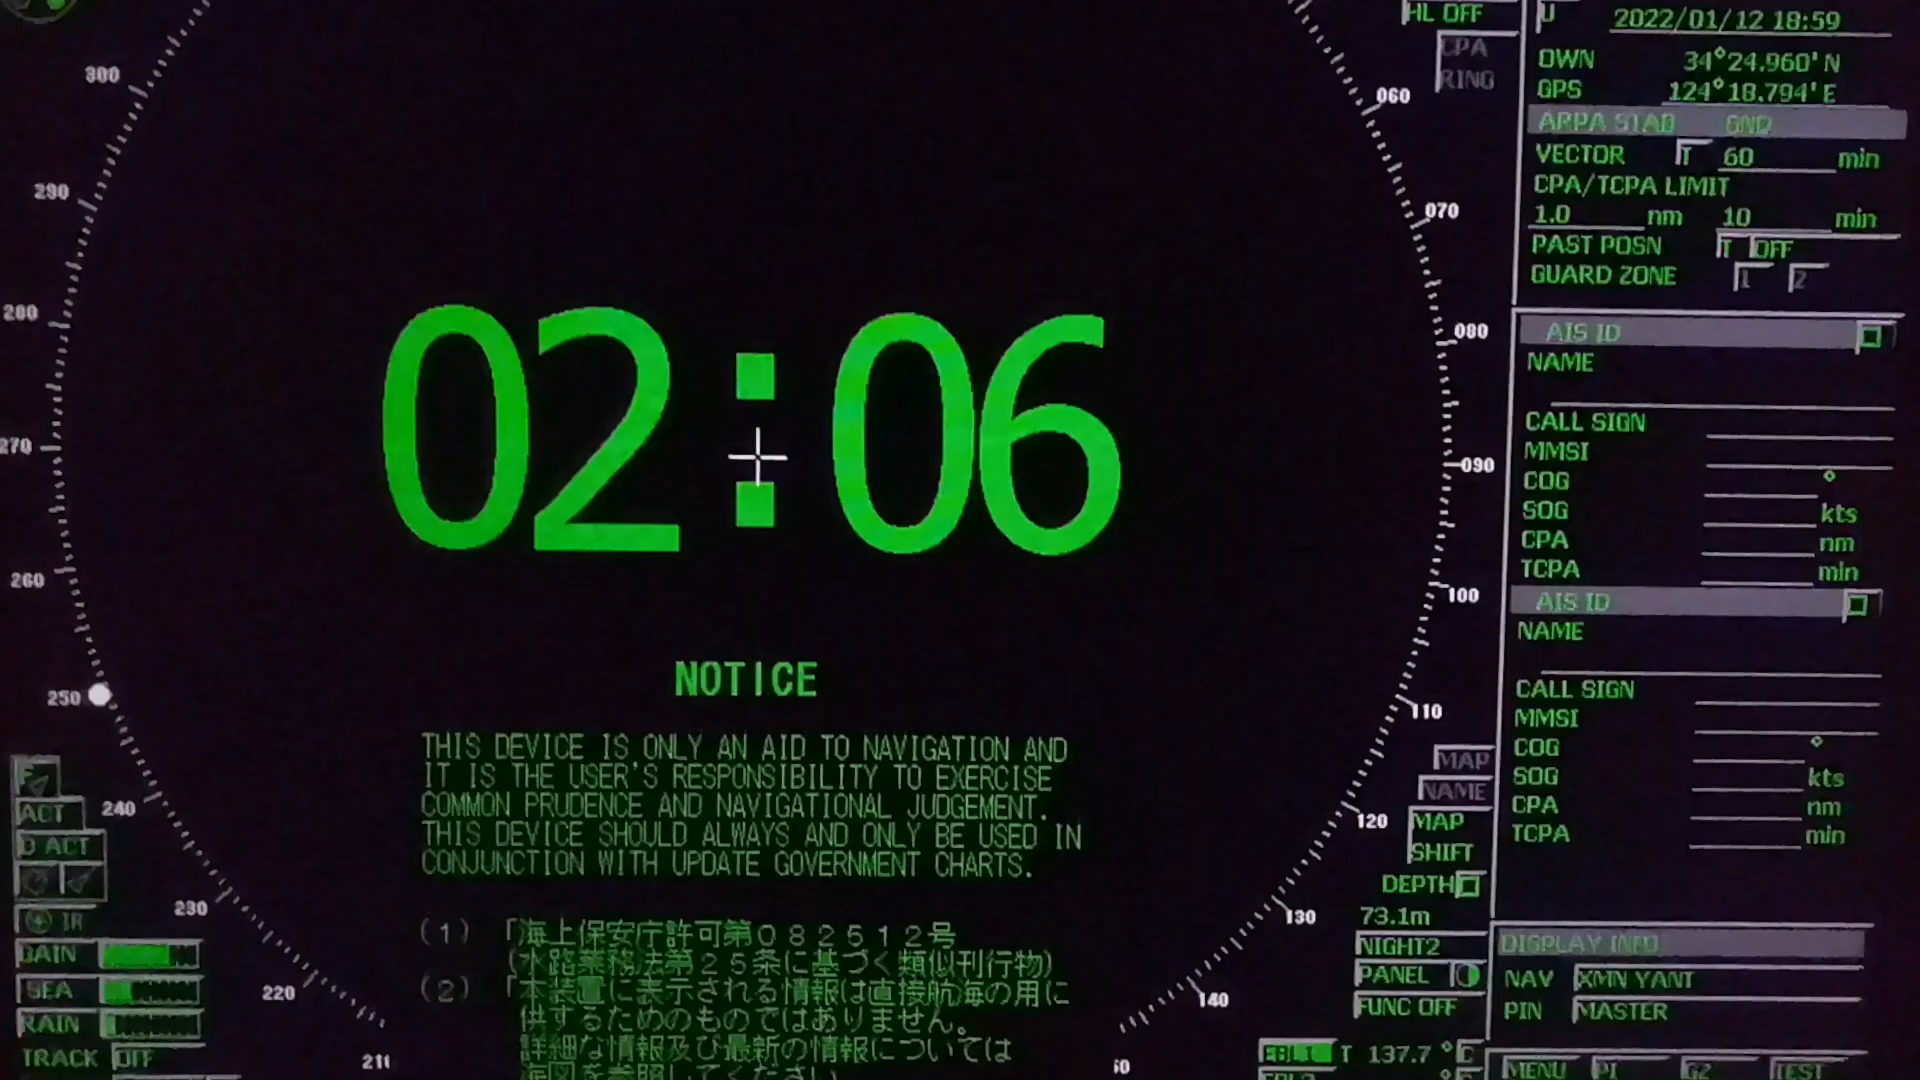 HL OFF
CPA
RING
300
290
280
270
260
250
240
230
220
060
070
080
090
100
110
120
130
140
02:06
NOTICE
THIS DEVICE IS ONLY AN AID TO NAVIGATION AND
IT IS THE USER'S RESPONSIBILITY TO EXERCISE
COMMON PRUDENCE AND NAVIGATIONAL JUDGEMENT.
THIS DEVICE SHOULD ALWAYS AND ONLY BE USED IN
CONJUNCTION WITH UPDATE GOVERNMENT CHARTS.
(1) 「海上保安庁許可第082512号
(水路業務法第25条に基づく類似刊行物)
(2) 「本装置に表示される情報は直接航海の用に
供するためのものではありません。
詳細な情報及び最新の情報については
海図を参照してください
ACT
D ACT
IR
GAIN
SEA
RAIN
TRACK OFF
MAP
NAME
MAP
SHIFT
DEPTH
73.1m
NIGHT2
PANEL
FUNC OFF
EBL1 T 137.7 °
U 2022/01/12 18:59
OWN 34°24.960'N
GPS 124°18.794'E
ARPA STAB GND
VECTOR T 60 min
CPA/TCPA LIMIT
1.0 nm 10 min
PAST POSN T OFF
GUARD ZONE 1 2
AIS ID
NAME
CALL SIGN
MMSI
COG °
SOG kts
CPA nm
TCPA min
AIS ID
NAME
CALL SIGN
MMSI
COG °
SOG kts
CPA nm
TCPA min
DISPLAY INFO
NAV XMN YANT
PIN MASTER
MENU PI GZ TEST